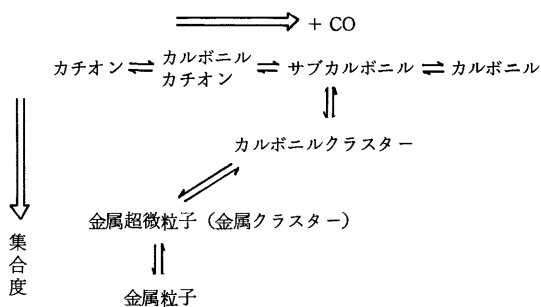 + CO
カチオン ⇌ カルボニルカチオン ⇌ サブカルボニル ⇌ カルボニル
カルボニルクラスター
金属超微粒子（金属クラスター）
金属粒子
集合度